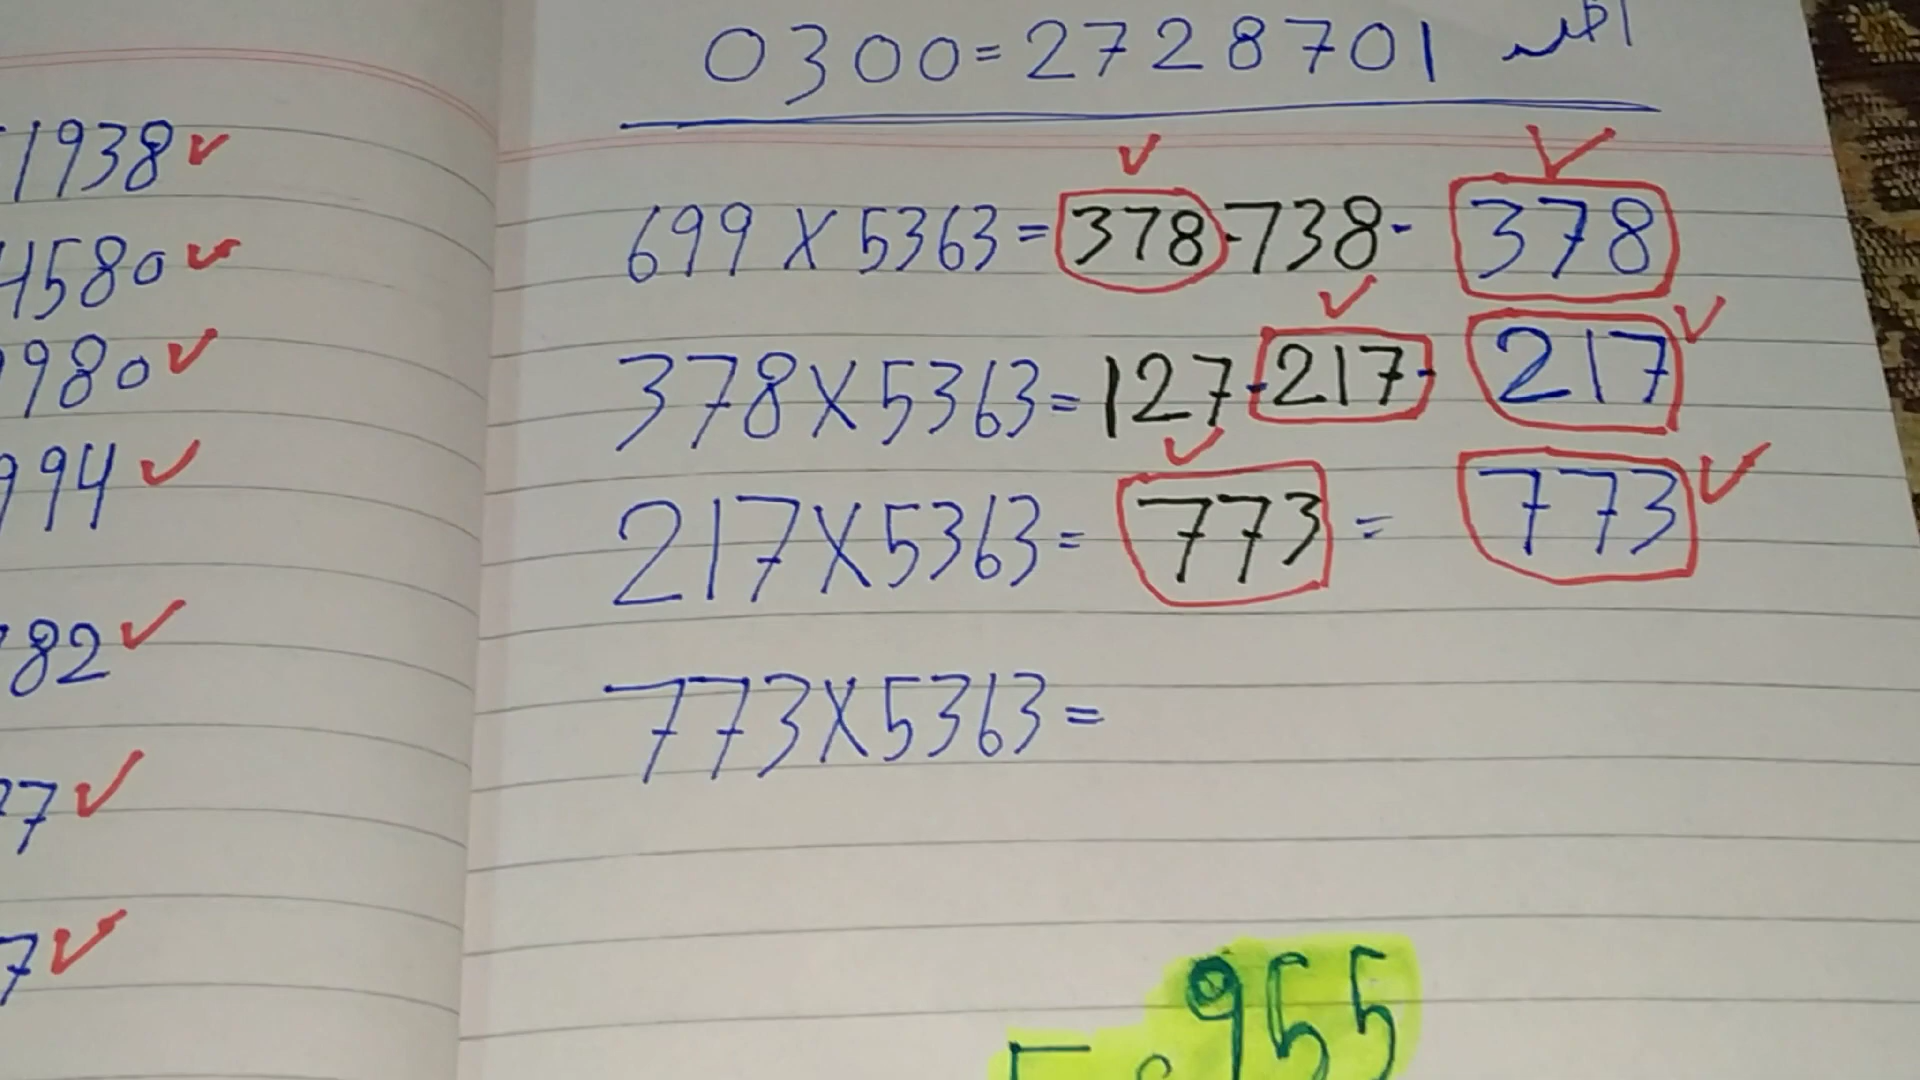 1938
4580
980
994
82
7
7
0300=2728701
699 X 5363 = 378-738- 378
378 X 5363 = 127-217- 217
217 X 5363 = 773 = 773
773 X 5363 =
955